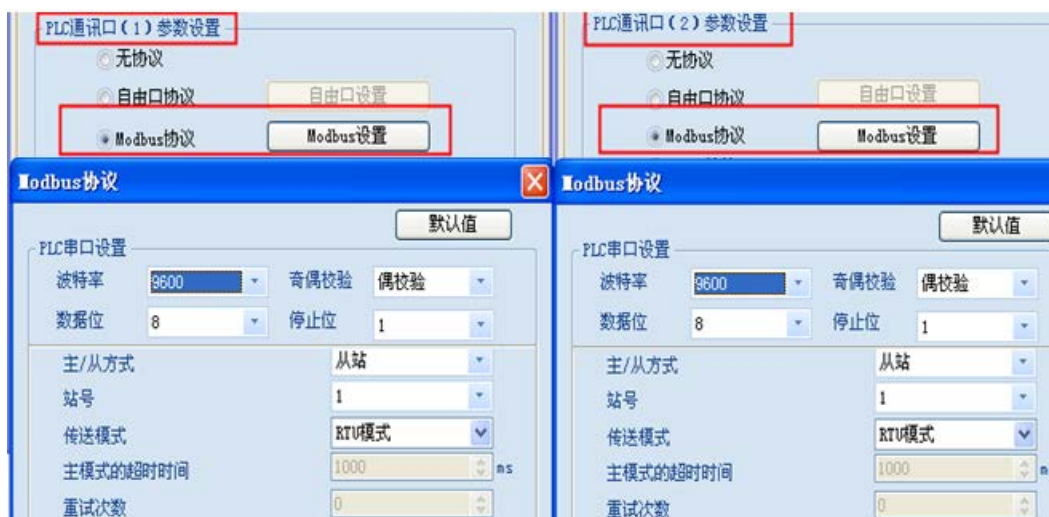 PLC通讯口(1)参数设置
无协议
自由口协议 自由口设置
Modbus协议 Modbus设置
Modbus协议
默认值
PLC串口设置
波特率 9600 奇偶校验 偶校验
数据位 8 停止位 1
主/从方式 从站
站号 1
传送模式 RTU模式
主模式的超时时间 1000 ms
重试次数 0
PLC通讯口(2)参数设置
无协议
自由口协议 自由口设置
Modbus协议 Modbus设置
Modbus协议
默认值
PLC串口设置
波特率 9600 奇偶校验 偶校验
数据位 8 停止位 1
主/从方式 从站
站号 1
传送模式 RTU模式
主模式的超时时间 1000
重试次数 0